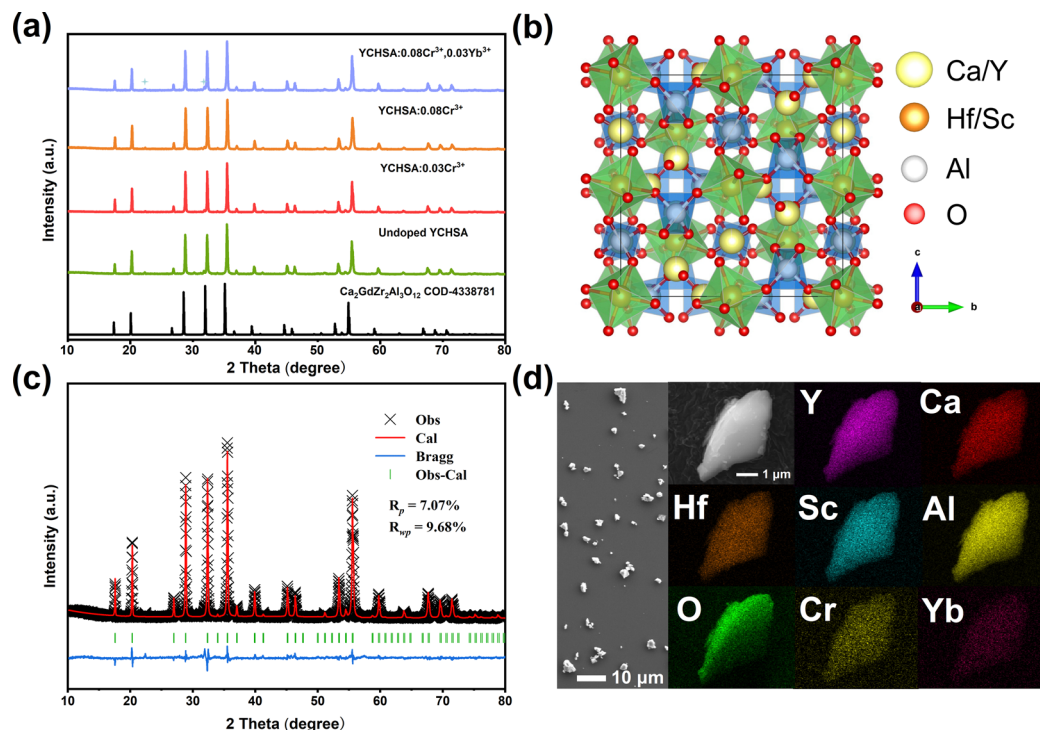 (a)
Intensity (a.u.)
YCHSA:0.08Cr³⁺,0.03Yb³⁺
YCHSA:0.08Cr³⁺
YCHSA:0.03Cr³⁺
Undoped YCHSA
Ca₂GdZr₂Al₃O₁₂ COD-4338781
10 20 30 40 50 60 70 80
2 Theta (degree)
(b)
Ca/Y
Hf/Sc
Al
O
c
a
b
(c)
Intensity (a.u.)
Obs
Cal
Bragg
Obs-Cal
Rₚ = 7.07%
R_wp = 9.68%
10 20 30 40 50 60 70 80
2 Theta (degree)
(d)
10 μm
1 μm
Y
Ca
Hf
Sc
Al
O
Cr
Yb